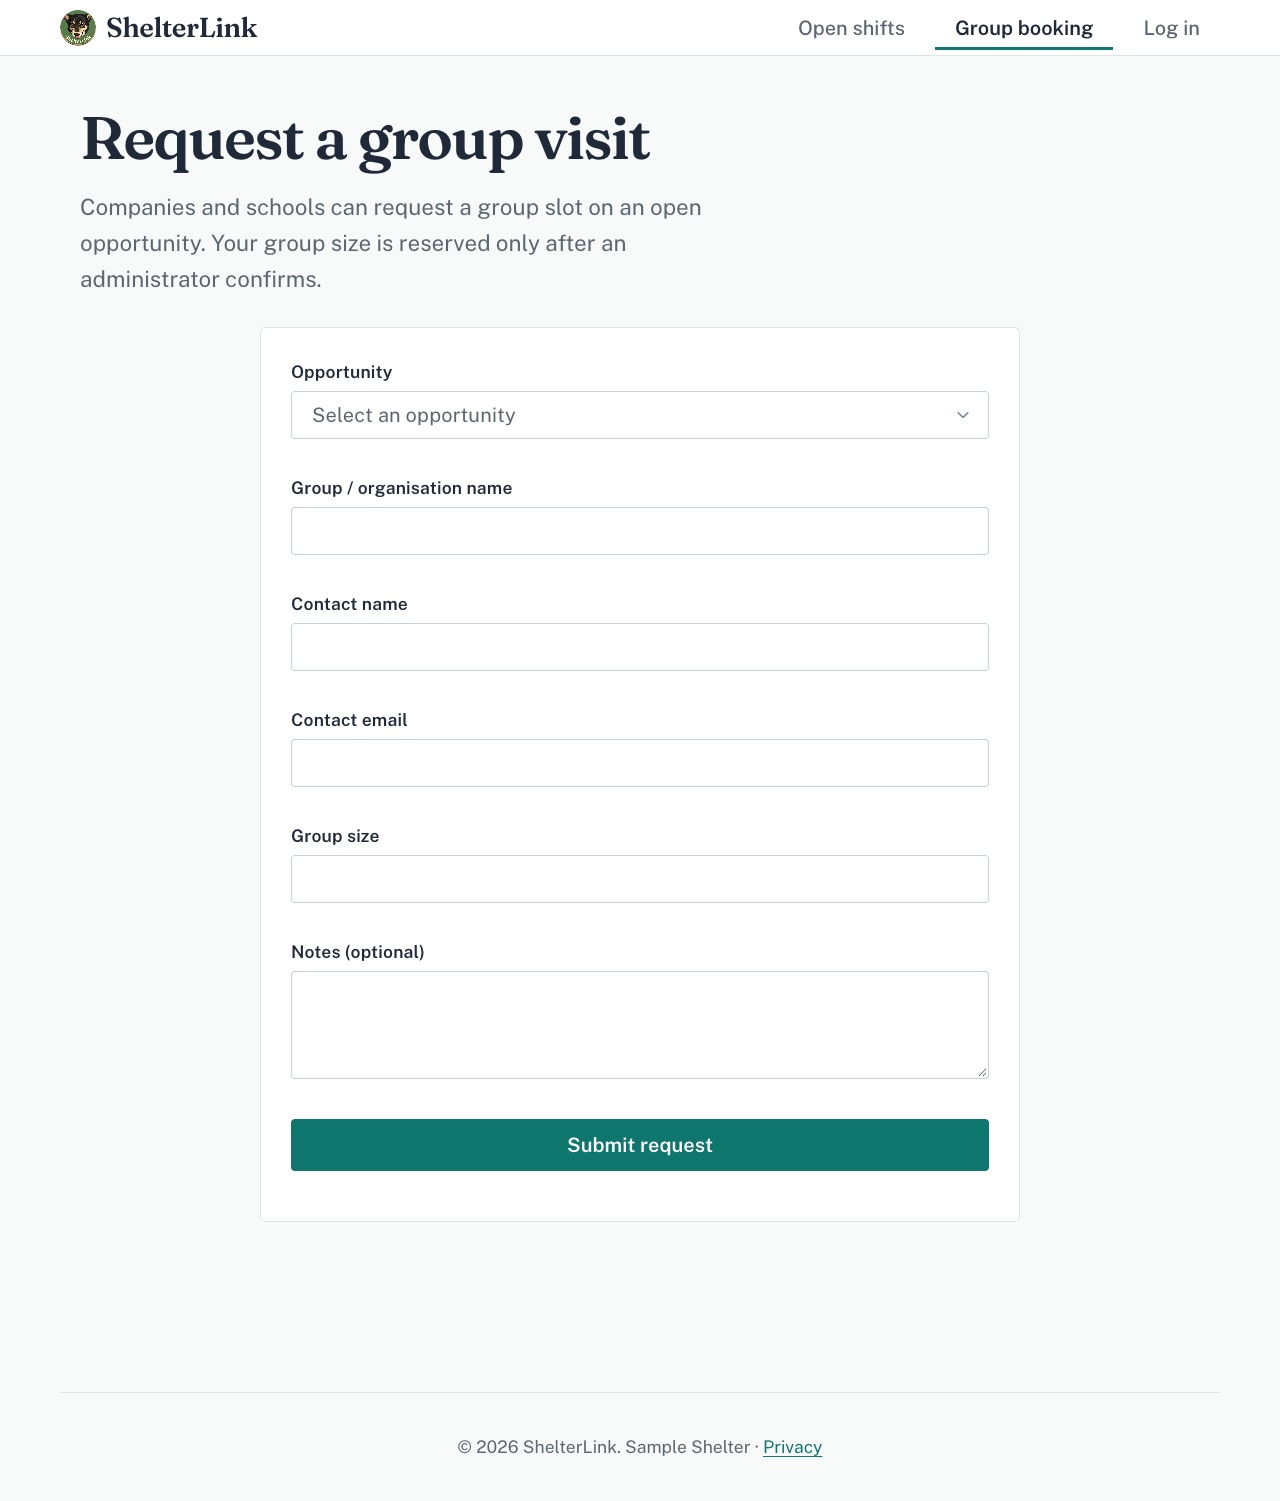 ShelterLink
Open shifts
Group booking
Log in
Request a group visit
Companies and schools can request a group slot on an open
opportunity. Your group size is reserved only after an
administrator confirms.
Opportunity
Select an opportunity
Group / organisation name
Contact name
Contact email
Group size
Notes (optional)
Submit request
© 2026 ShelterLink. Sample Shelter · Privacy